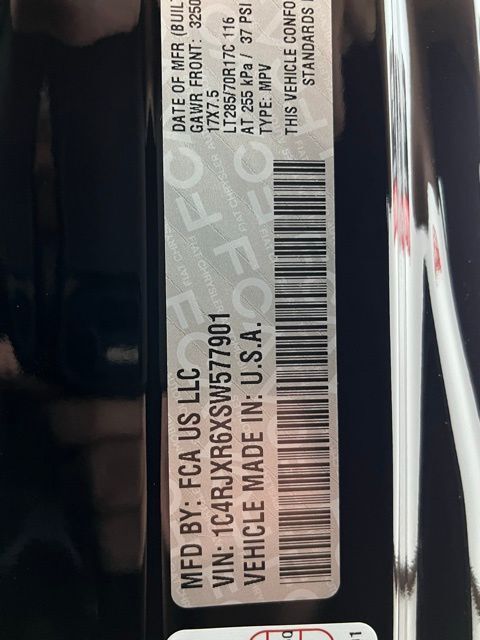 MFD BY: FCA US LLC
VIN: 1C4RJXR6XSW577901
VEHICLE MADE IN: U.S.A.
DATE OF MFR (BUIL
GAWR FRONT: 3250
17X7.5
LT285/70R17C 116
AT 255 kPa / 37 PSI
TYPE: MPV
THIS VEHICLE CONFO
STANDARDS